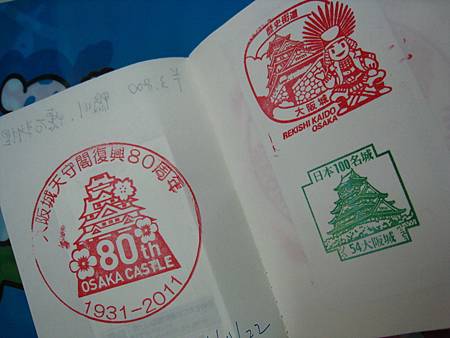 大阪城天守閣復興80周年
80th
OSAKA CASTLE
1931-2011
歴史街道
大阪城
REKISHI KAIDO
OSAKA
日本100名城
54大阪城